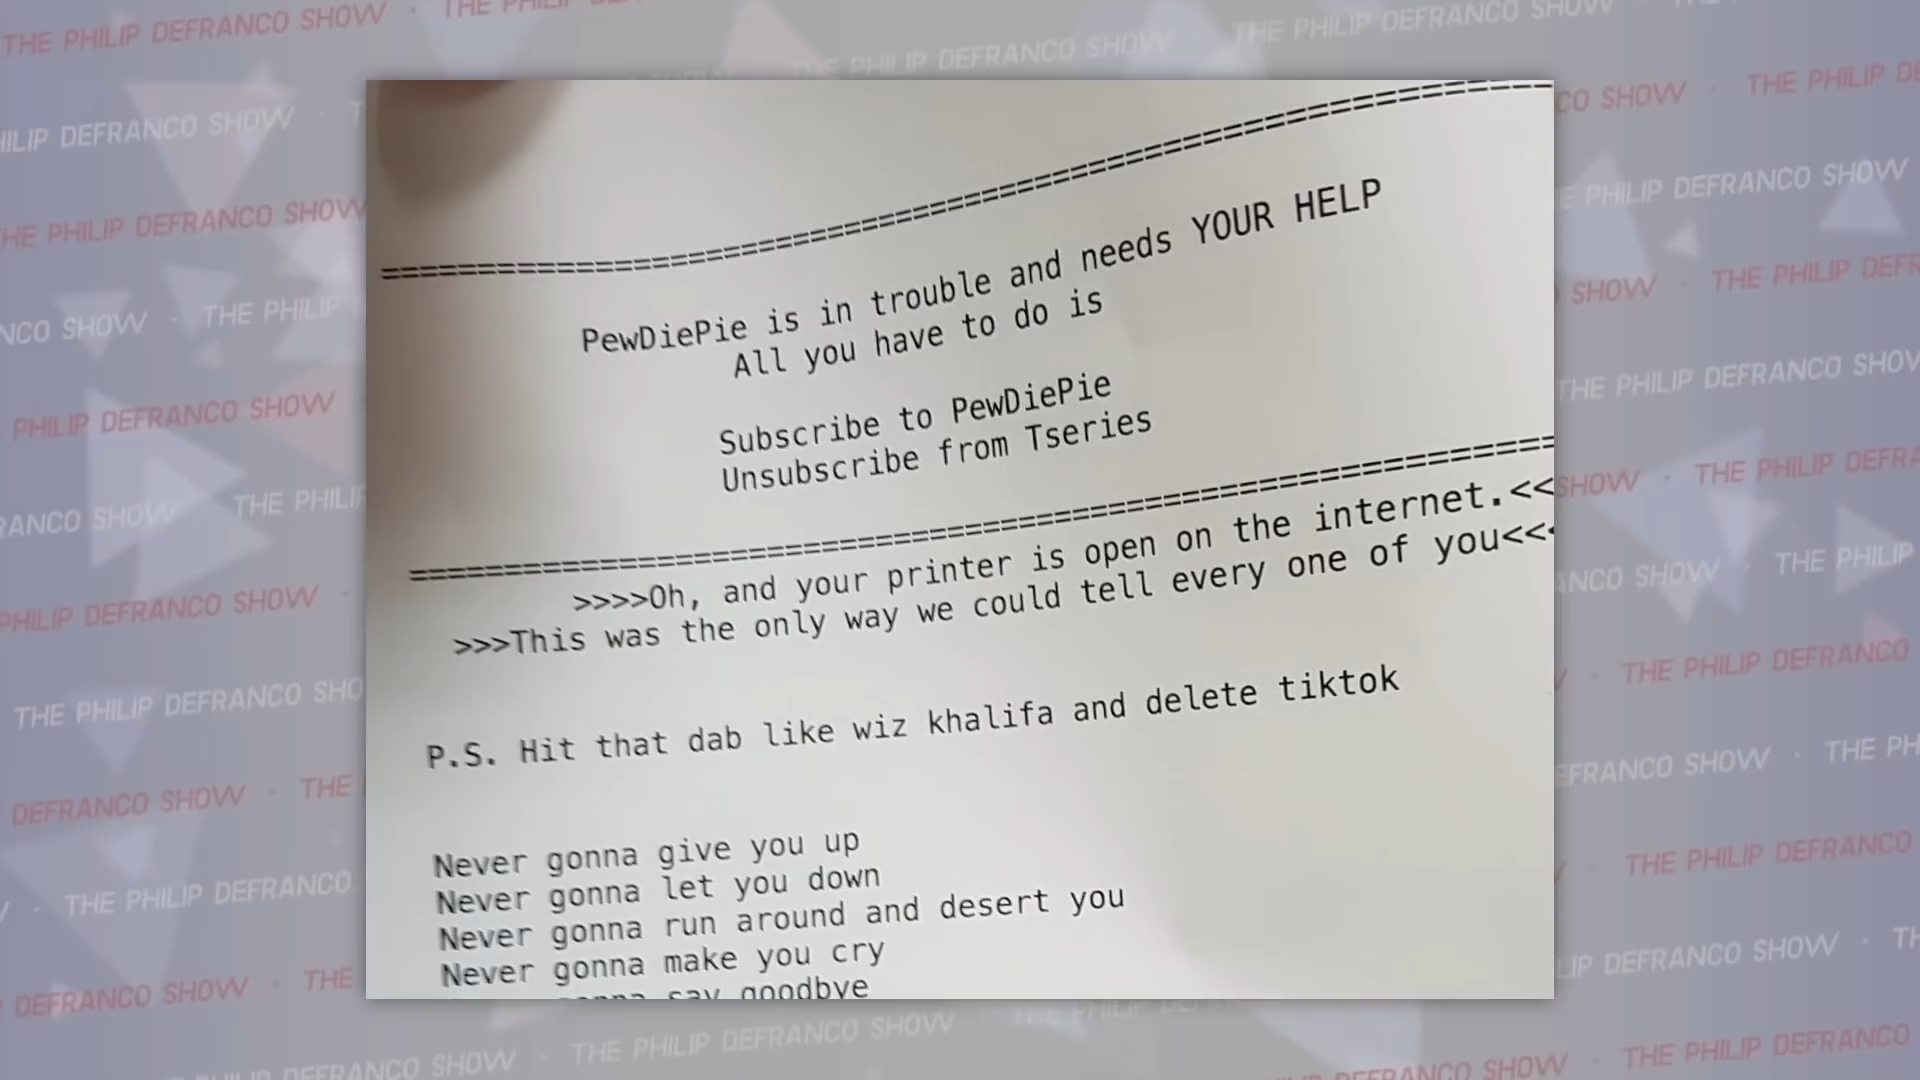 THE PHILIP DEFRANCO SHOW
================================================
PewDiePie is in trouble and needs YOUR HELP
All you have to do is
Subscribe to PewDiePie
Unsubscribe from Tseries
================================================
>>>>Oh, and your printer is open on the internet.<<
>>>This was the only way we could tell every one of you<<<
P.S. Hit that dab like wiz khalifa and delete tiktok
Never gonna give you up
Never gonna let you down
Never gonna run around and desert you
Never gonna make you cry
gonna say goodbye